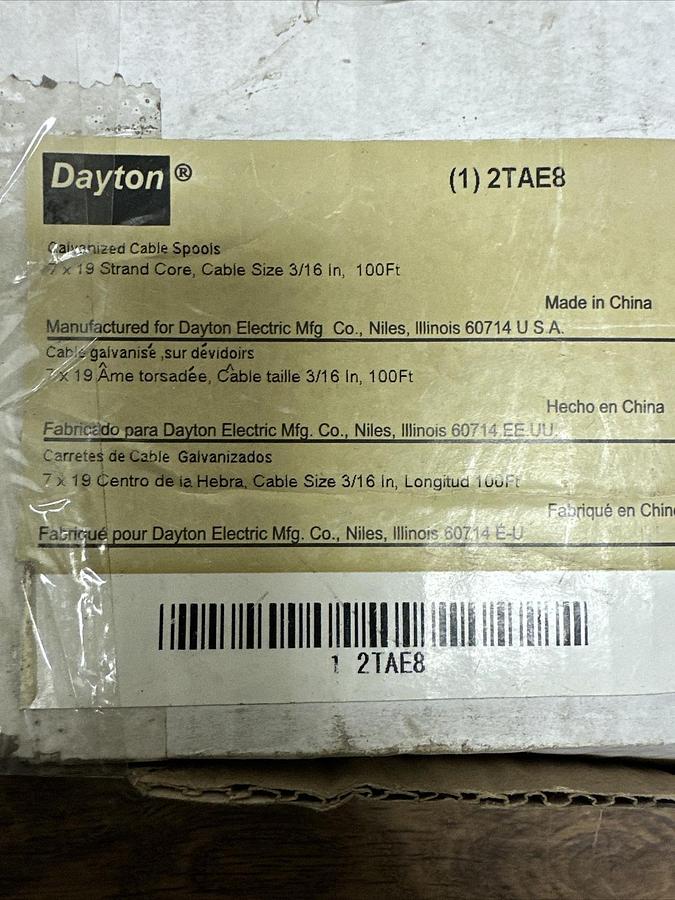 Dayton®
(1) 2TAE8
Galvanized Cable Spools
7 x 19 Strand Core, Cable Size 3/16 In, 100Ft
Made in China
Manufactured for Dayton Electric Mfg Co., Niles, Illinois 60714 U S.A.
Cable galvanisé ,sur dévidoirs
7 x 19 Âme torsadée, Câble taille 3/16 In, 100Ft
Hecho en China
Fabricado para Dayton Electric Mfg. Co., Niles, Illinois 60714 EE.UU.
Carretes de Cable Galvanizados
7 x 19 Centro de la Hebra, Cable Size 3/16 In, Longitud 100Ft
Fabriqué en Chin
Fabriqué pour Dayton Electric Mfg. Co., Niles, Illinois 60714 É-U
1 2TAE8